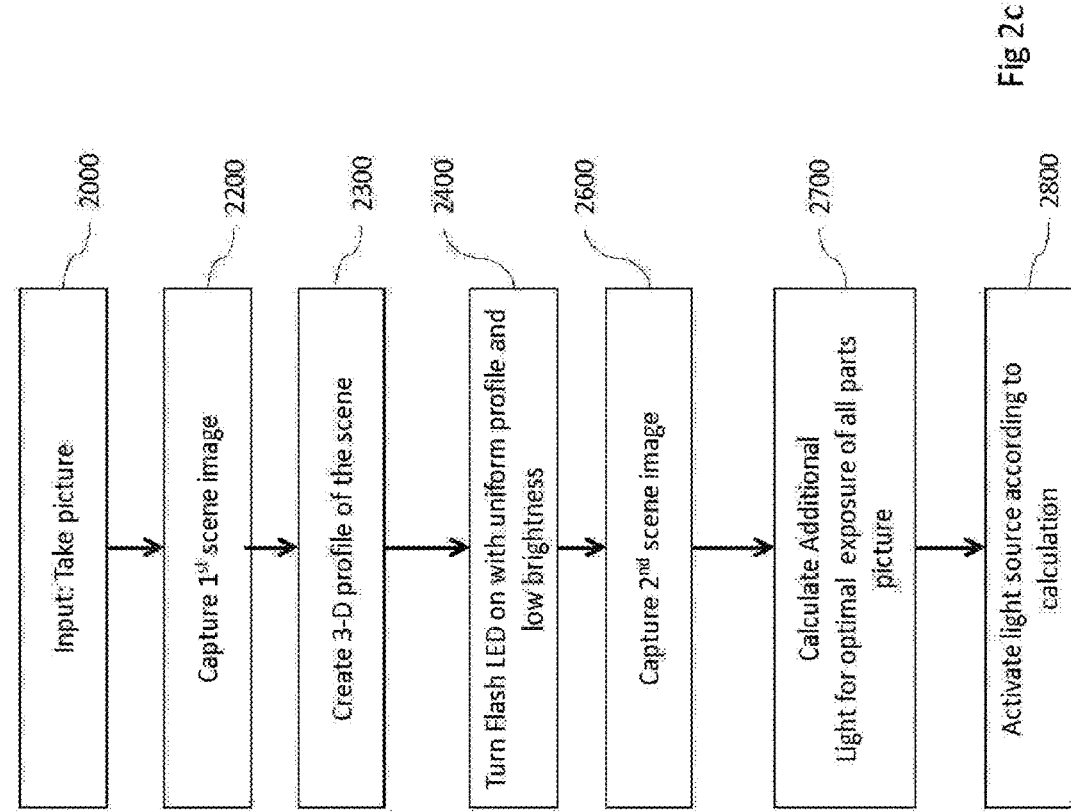 Input: Take picture
2000
Capture 1st scene image
2200
Create 3-D profile of the scene
2300
Turn Flash LED on with uniform profile and
low brightness
2400
Capture 2nd scene image
2600
Calculate Additional
Light for optimal exposure of all parts
picture
2700
Activate light source according to
calculation
2800
Fig 2c